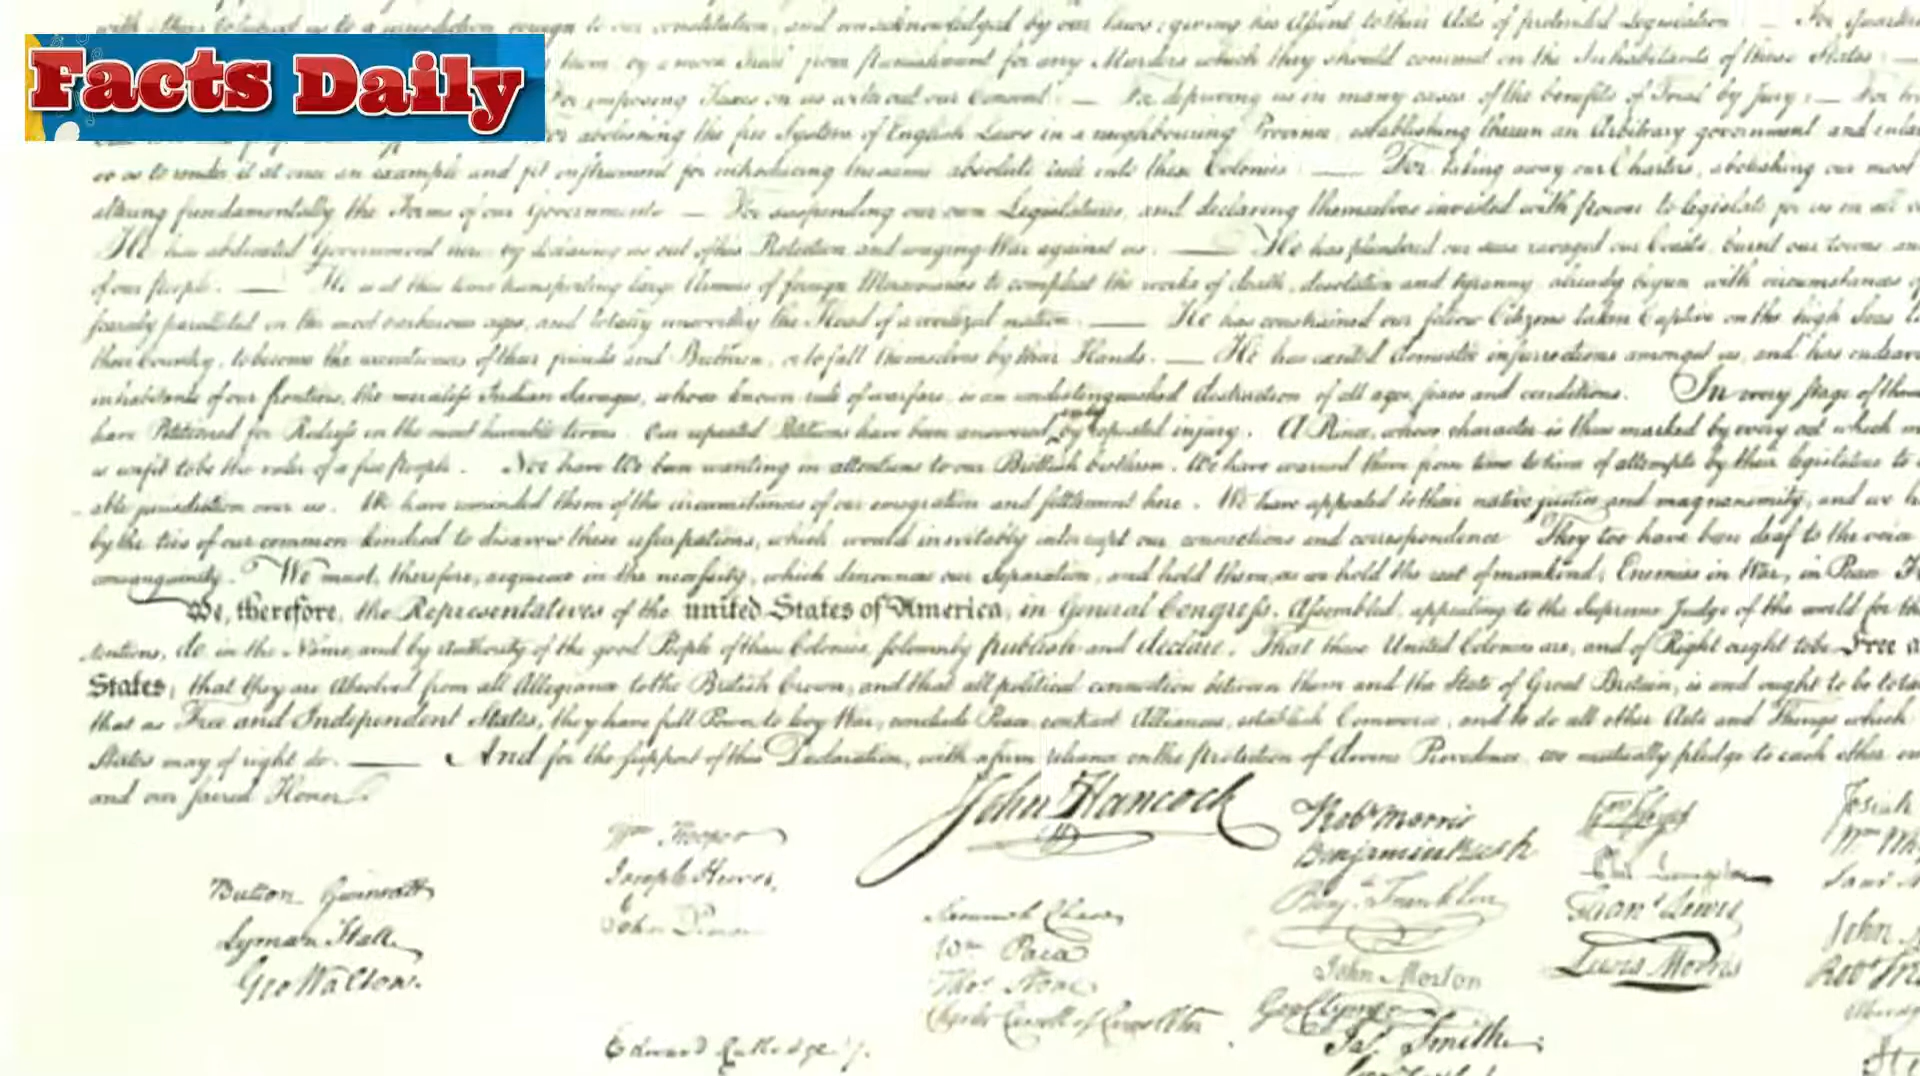 Facts Daily
with others to subject us to a jurisdiction foreign to our constitution, and unacknowledged by our laws; giving his Assent to their Acts of pretended Legislation: — For
them, by a mock Trial from Punishment for any Murders which they should commit on the Inhabitants of these States: —
For imposing Taxes on us without our Consent: — For depriving us in many cases, of the benefits of Trial by Jury: — For
For abolishing the free System of English Laws in a neighbouring Province, establishing therein an Arbitrary government, and
so as to render it at once an example and fit instrument for introducing the same absolute rule into these Colonies: — For taking away our Charters, abolishing our most
altering fundamentally the Forms of our Governments: — For suspending our own Legislatures, and declaring themselves invested with power to legislate for us in all
He has abdicated Government here, by declaring us out of his Protection and waging War against us. — He has plundered our seas, ravaged our Coasts, burnt our towns, and
of our people. — He is at this time transporting large Armies of foreign Mercenaries to compleat the works of death, desolation and tyranny, already begun with circumstances of
scarcely paralleled in the most barbarous ages, and totally unworthy the Head of a civilized nation. — He has constrained our fellow Citizens taken Captive on the high Seas to
their Country, to become the executioners of their friends and Brethren, or to fall themselves by their Hands. — He has excited domestic insurrections amongst us, and has
inhabitants of our frontiers, the merciless Indian Savages, whose known rule of warfare, is an undistinguished destruction of all ages, sexes and conditions. In every stage of these
only
have Petitioned for Redress in the most humble terms: Our repeated Petitions have been answered by repeated injury. A Prince, whose character is thus marked by every act which
is unfit to be the ruler of a free people. Nor have We been wanting in attentions to our Brittish brethren. We have warned them from time to time of attempts by their legislature to
able jurisdiction over us. We have reminded them of the circumstances of our emigration and settlement here. We have appealed to their native justice and magnanimity, and we
by the ties of our common kindred to disavow these usurpations, which, would inevitably interrupt our connections and correspondence. They too have been deaf to the voice
consanguinity. We must, therefore, acquiesce in the necessity, which denounces our Separation, and hold them, as we hold the rest of mankind, Enemies in War, in Peace
We, therefore, the Representatives of the united States of America, in General Congress, Assembled, appealing to the Supreme Judge of the world for the
tentions, do, in the Name, and by Authority of the good People of these Colonies, solemnly publish and declare, That these United Colonies are, and of Right ought to be Free
States; that they are Absolved from all Allegiance to the British Crown, and that all political connection between them and the State of Great Britain, is and ought to be
that as Free and Independent States, they have full Power to levy War, conclude Peace, contract Alliances, establish Commerce, and to do all other Acts and Things which
States may of right do. — And for the support of this Declaration, with a firm reliance on the protection of divine Providence, we mutually pledge to each other
and our sacred Honor.
John Hancock
Button Gwinnett
Lyman Hall
Geo Walton.
Wm Hooper
Joseph Hewes,
John Penn
Edward Rutledge
Samuel Chase
Wm Paca
Thos Stone
Charles Carroll of Carrollton
Robt Morris
Benjamin Rush
Benj. Franklin
John Morton
Geo Clymer
Jas. Smith
Frans. Lewis
Lewis Morris
Josiah
John